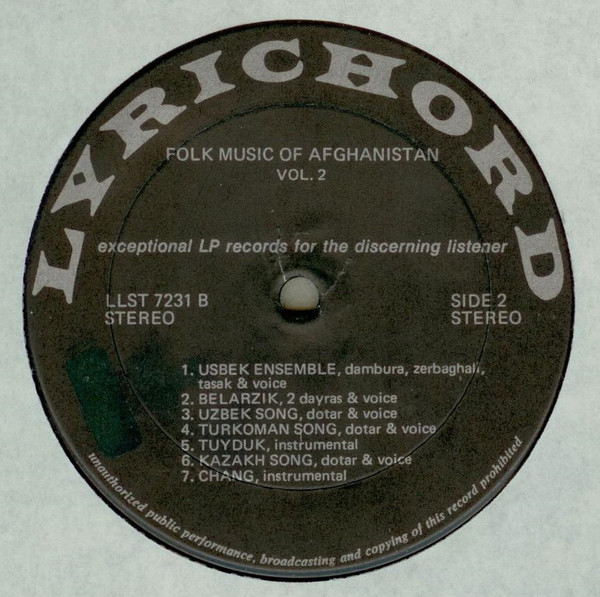 LYRICHORD
FOLK MUSIC OF AFGHANISTAN
VOL. 2
exceptional LP records for the discerning listener
LLST 7231 B
STEREO
SIDE 2
STEREO
1. USBEK ENSEMBLE, dambura, zerbaghali,
tasak & voice
2. BELARZIK, 2 dayras & voice
3. UZBEK SONG, dotar & voice
4. TURKOMAN SONG, dotar & voice
5. TUYDUK, instrumental
6. KAZAKH SONG, dotar & voice
7. CHANG, instrumental
unauthorized public performance, broadcasting and copying of this record prohibited